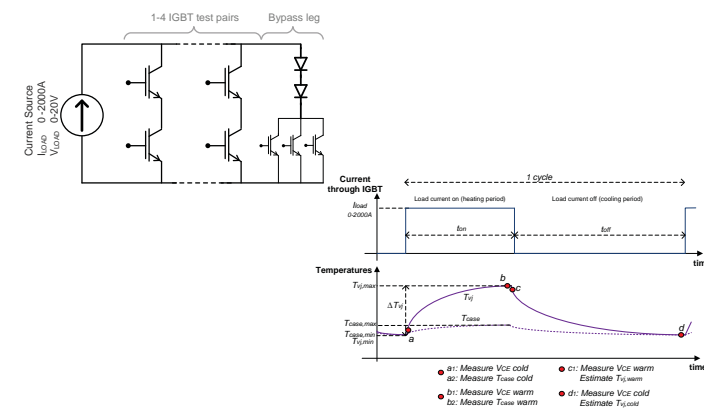 1-4 IGBT test pairs
Bypass leg
Current Source
ILOAD 0-2000A
VLOAD 0-20V
Current
through IGBT
1 cycle
Iload
0-2000A
Load current on (heating period)
Load current off (cooling period)
ton
toff
time
Temperatures
Tvj,max
b
c
ΔTvj
Tvj
Tcase,max
Tcase
Tcase,min
Tvj,min
a
d
time
a1: Measure VCE cold
a2: Measure Tcase cold
b1: Measure VCE warm
b2: Measure Tcase warm
c1: Measure VCE warm
Estimate Tvj,warm
d1: Measure VCE cold
Estimate Tvj,cold